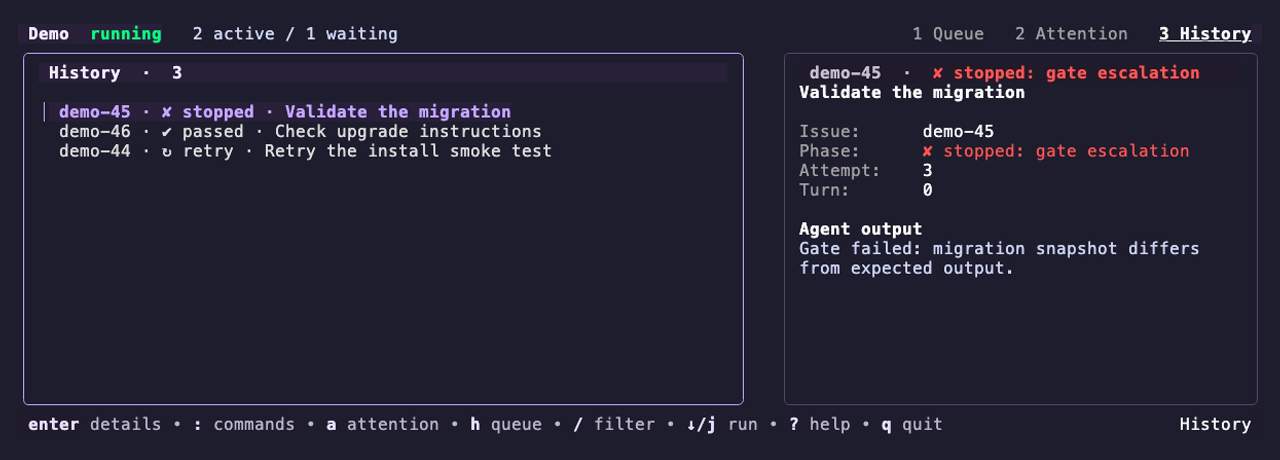 Demo running 2 active / 1 waiting 1 Queue 2 Attention 3 History
History · 3
demo-45 · ✘ stopped · Validate the migration
demo-46 · ✔ passed · Check upgrade instructions
demo-44 · ↻ retry · Retry the install smoke test
demo-45 · ✘ stopped: gate escalation
Validate the migration
Issue: demo-45
Phase: ✘ stopped: gate escalation
Attempt: 3
Turn: 0
Agent output
Gate failed: migration snapshot differs
from expected output.
enter details • : commands • a attention • h queue • / filter • ↓/j run • ? help • q quit History